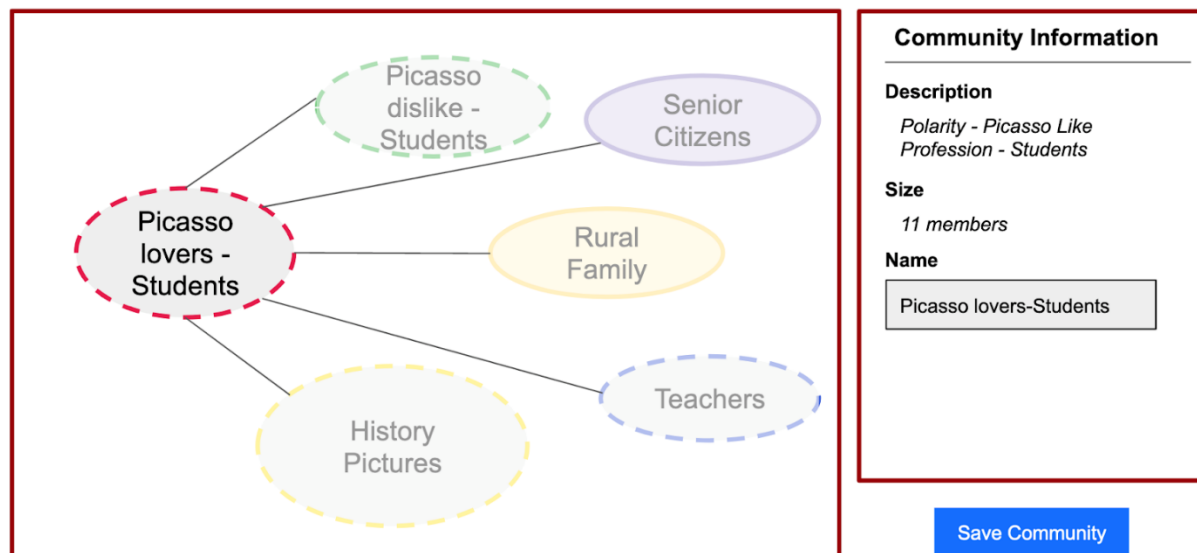 Picasso
dislike -
Students
Senior
Citizens
Picasso
lovers -
Students
Rural
Family
Teachers
History
Pictures
Community Information
Description
Polarity - Picasso Like
Profession - Students
Size
11 members
Name
Picasso lovers-Students
Save Community